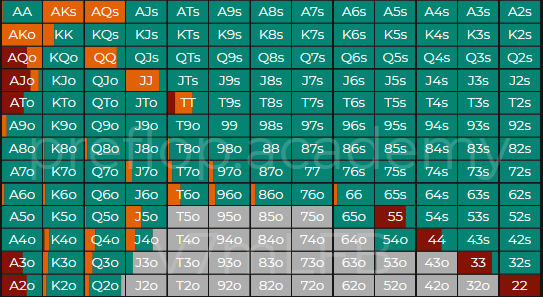 AA AKs AQs AJs ATs A9s A8s A7s A6s A5s A4s A3s A2s
AKo KK KQs KJs KTs K9s K8s K7s K6s K5s K4s K3s K2s
AQo KQo QQ QJs QTs Q9s Q8s Q7s Q6s Q5s Q4s Q3s Q2s
AJo KJo QJo JJ JTs J9s J8s J7s J6s J5s J4s J3s J2s
ATo KTo QTo JTo TT T9s T8s T7s T6s T5s T4s T3s T2s
A9o K9o Q9o J9o T9o 99 98s 97s 96s 95s 94s 93s 92s
A8o K8o Q8o J8o T8o 98o 88 87s 86s 85s 84s 83s 82s
preflop.academy
A7o K7o Q7o J7o T7o 97o 87o 77 76s 75s 74s 73s 72s
A6o K6o Q6o J6o T6o 96o 86o 76o 66 65s 64s 63s 62s
A5o K5o Q5o J5o T5o 95o 85o 75o 65o 55 54s 53s 52s
A4o K4o Q4o J4o T4o 94o 84o 74o 64o 54o 44 43s 42s
A3o K3o Q3o J3o T3o 93o 83o 73o 63o 53o 43o 33 32s
A2o K2o Q2o J2o T2o 92o 82o 72o 62o 52o 42o 32o 22